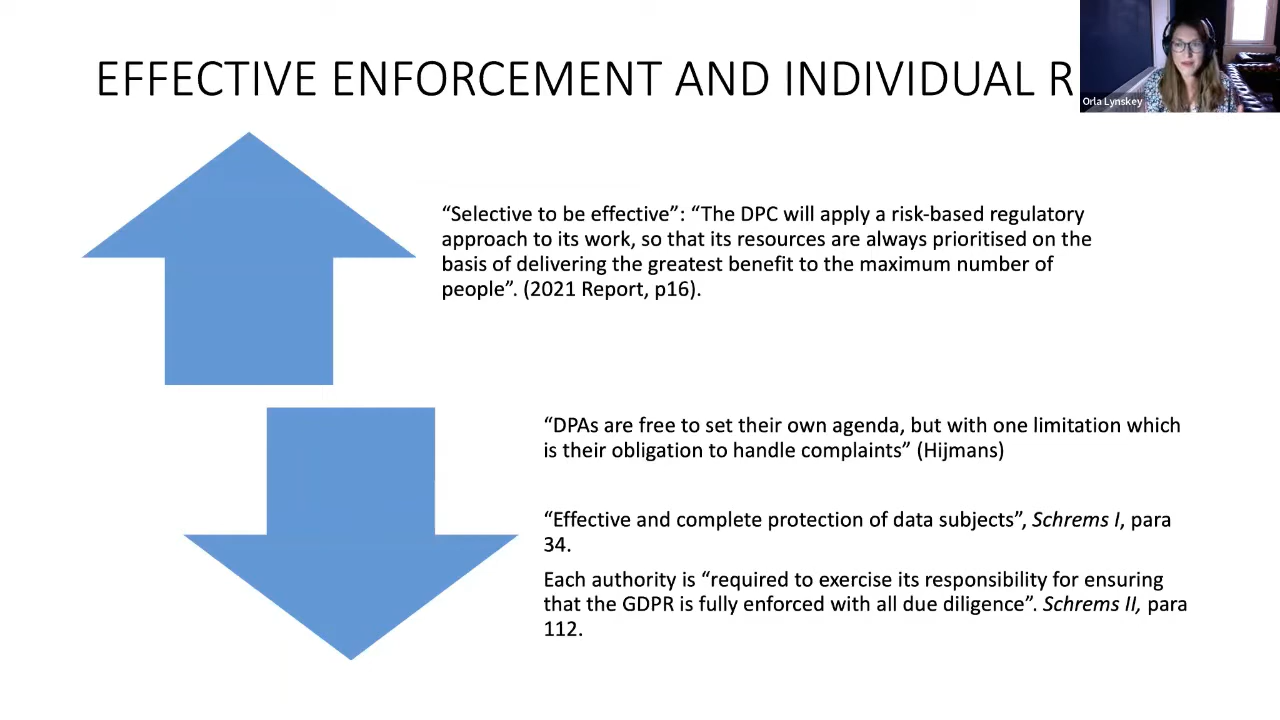 EFFECTIVE ENFORCEMENT AND INDIVIDUAL R
Orla Lynskey
“Selective to be effective”: “The DPC will apply a risk-based regulatory
approach to its work, so that its resources are always prioritised on the
basis of delivering the greatest benefit to the maximum number of
people”. (2021 Report, p16).
“DPAs are free to set their own agenda, but with one limitation which
is their obligation to handle complaints” (Hijmans)
“Effective and complete protection of data subjects”, Schrems I, para
34.
Each authority is “required to exercise its responsibility for ensuring
that the GDPR is fully enforced with all due diligence”. Schrems II, para
112.